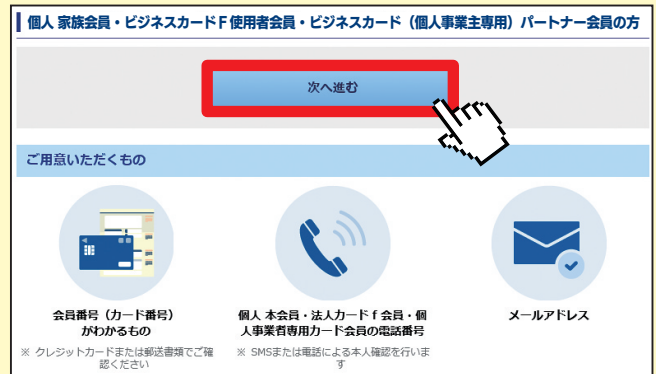 個人 家族会員・ビジネスカードF使用者会員・ビジネスカード（個人事業主専用）パートナー会員の方
次へ進む
ご用意いただくもの
会員番号（カード番号）
がわかるもの
※ クレジットカードまたは郵送書類でご確
認ください
個人 本会員・法人カードｆ会員・個
人事業者専用カード会員の電話番号
※ SMSまたは電話による本人確認を行いま
す
メールアドレス